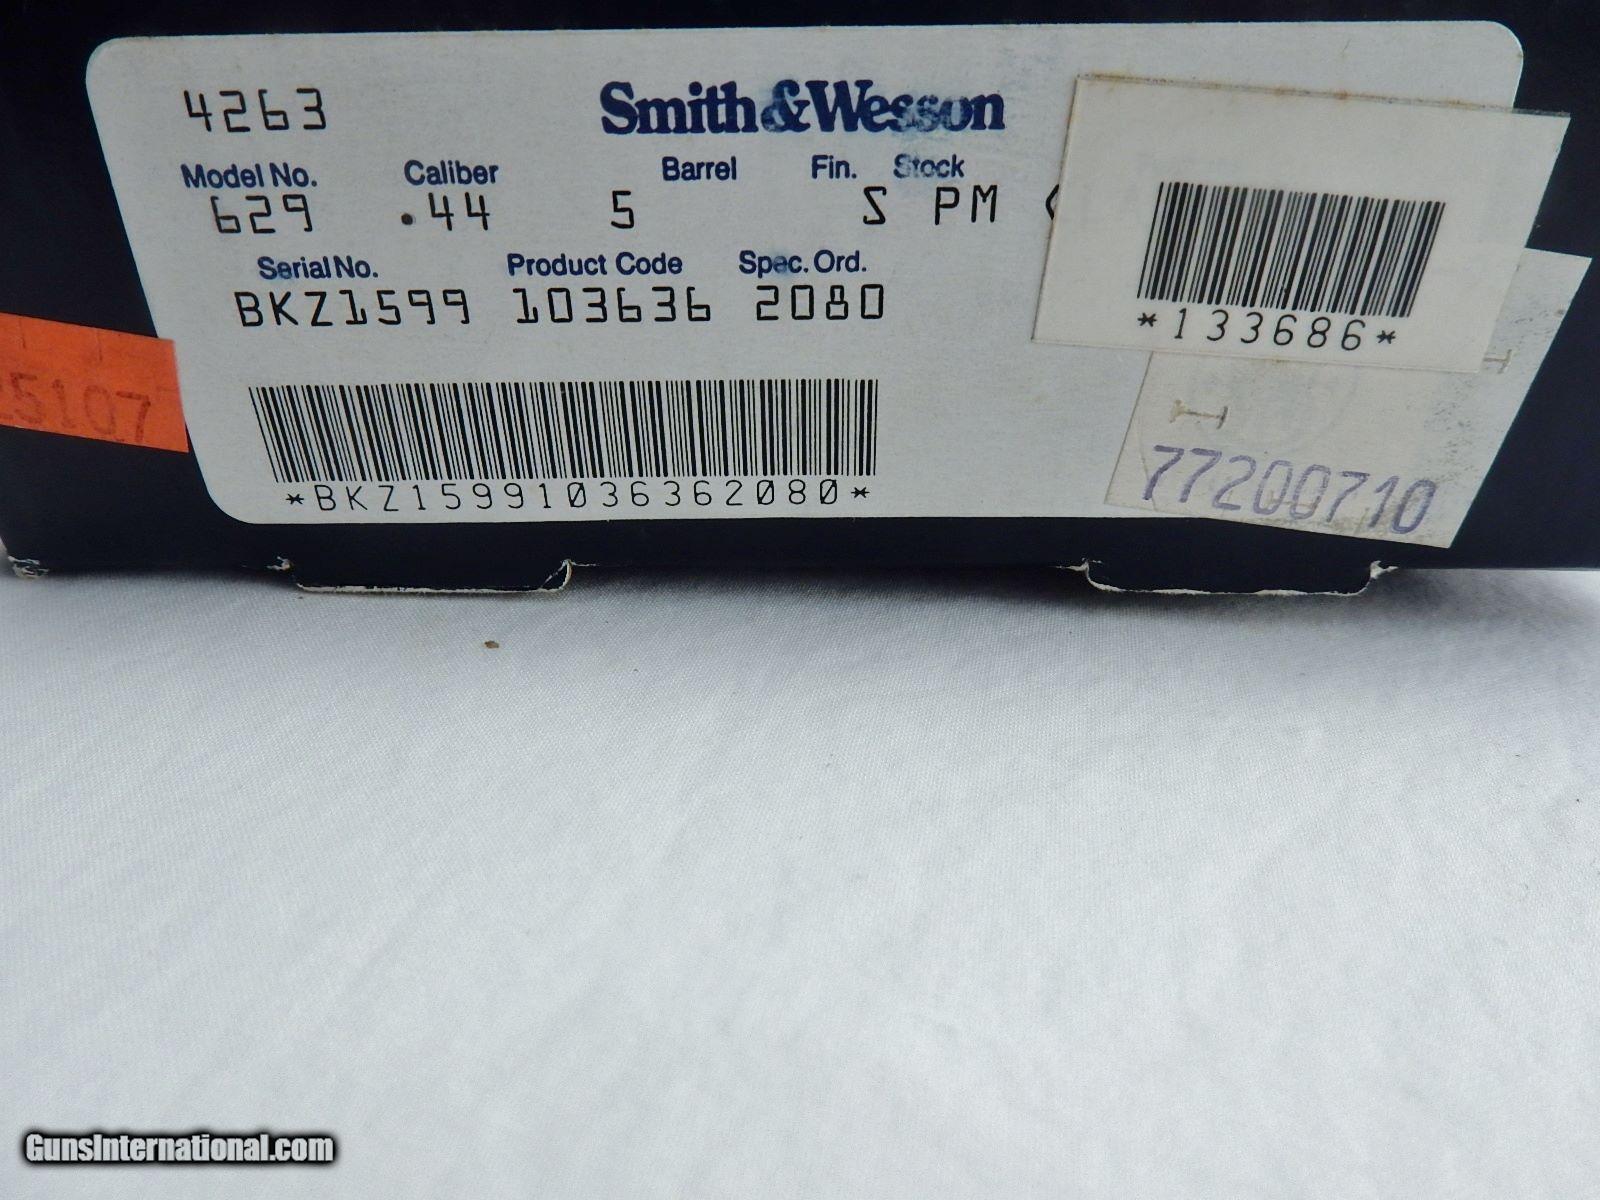 4263
Smith & Wesson
Model No. Caliber Barrel Fin. Stock
629 .44 5 S PM
Serial No. Product Code Spec. Ord.
BKZ1599 103636 2080
*BKZ15991036362080*
*133686*
77200710
5107
GunsInternational.com